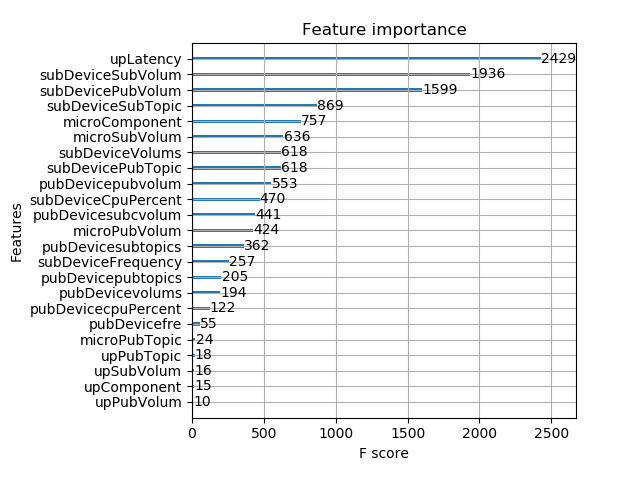 Feature importance
upLatency 2429
subDeviceSubVolum 1936
subDevicePubVolum 1599
subDeviceSubTopic 869
microComponent 757
microSubVolum 636
subDeviceVolums 618
subDevicePubTopic 618
pubDevicepubvolum 553
subDeviceCpuPercent 470
pubDevicesubcvolum 441
microPubVolum 424
pubDevicesubtopics 362
subDeviceFrequency 257
pubDevicepubtopics 205
pubDevicevolums 194
pubDevicecpuPercent 122
pubDevicefre 55
microPubTopic 24
upPubTopic 18
upSubVolum 16
upComponent 15
upPubVolum 10
Features
0 500 1000 1500 2000 2500
F score